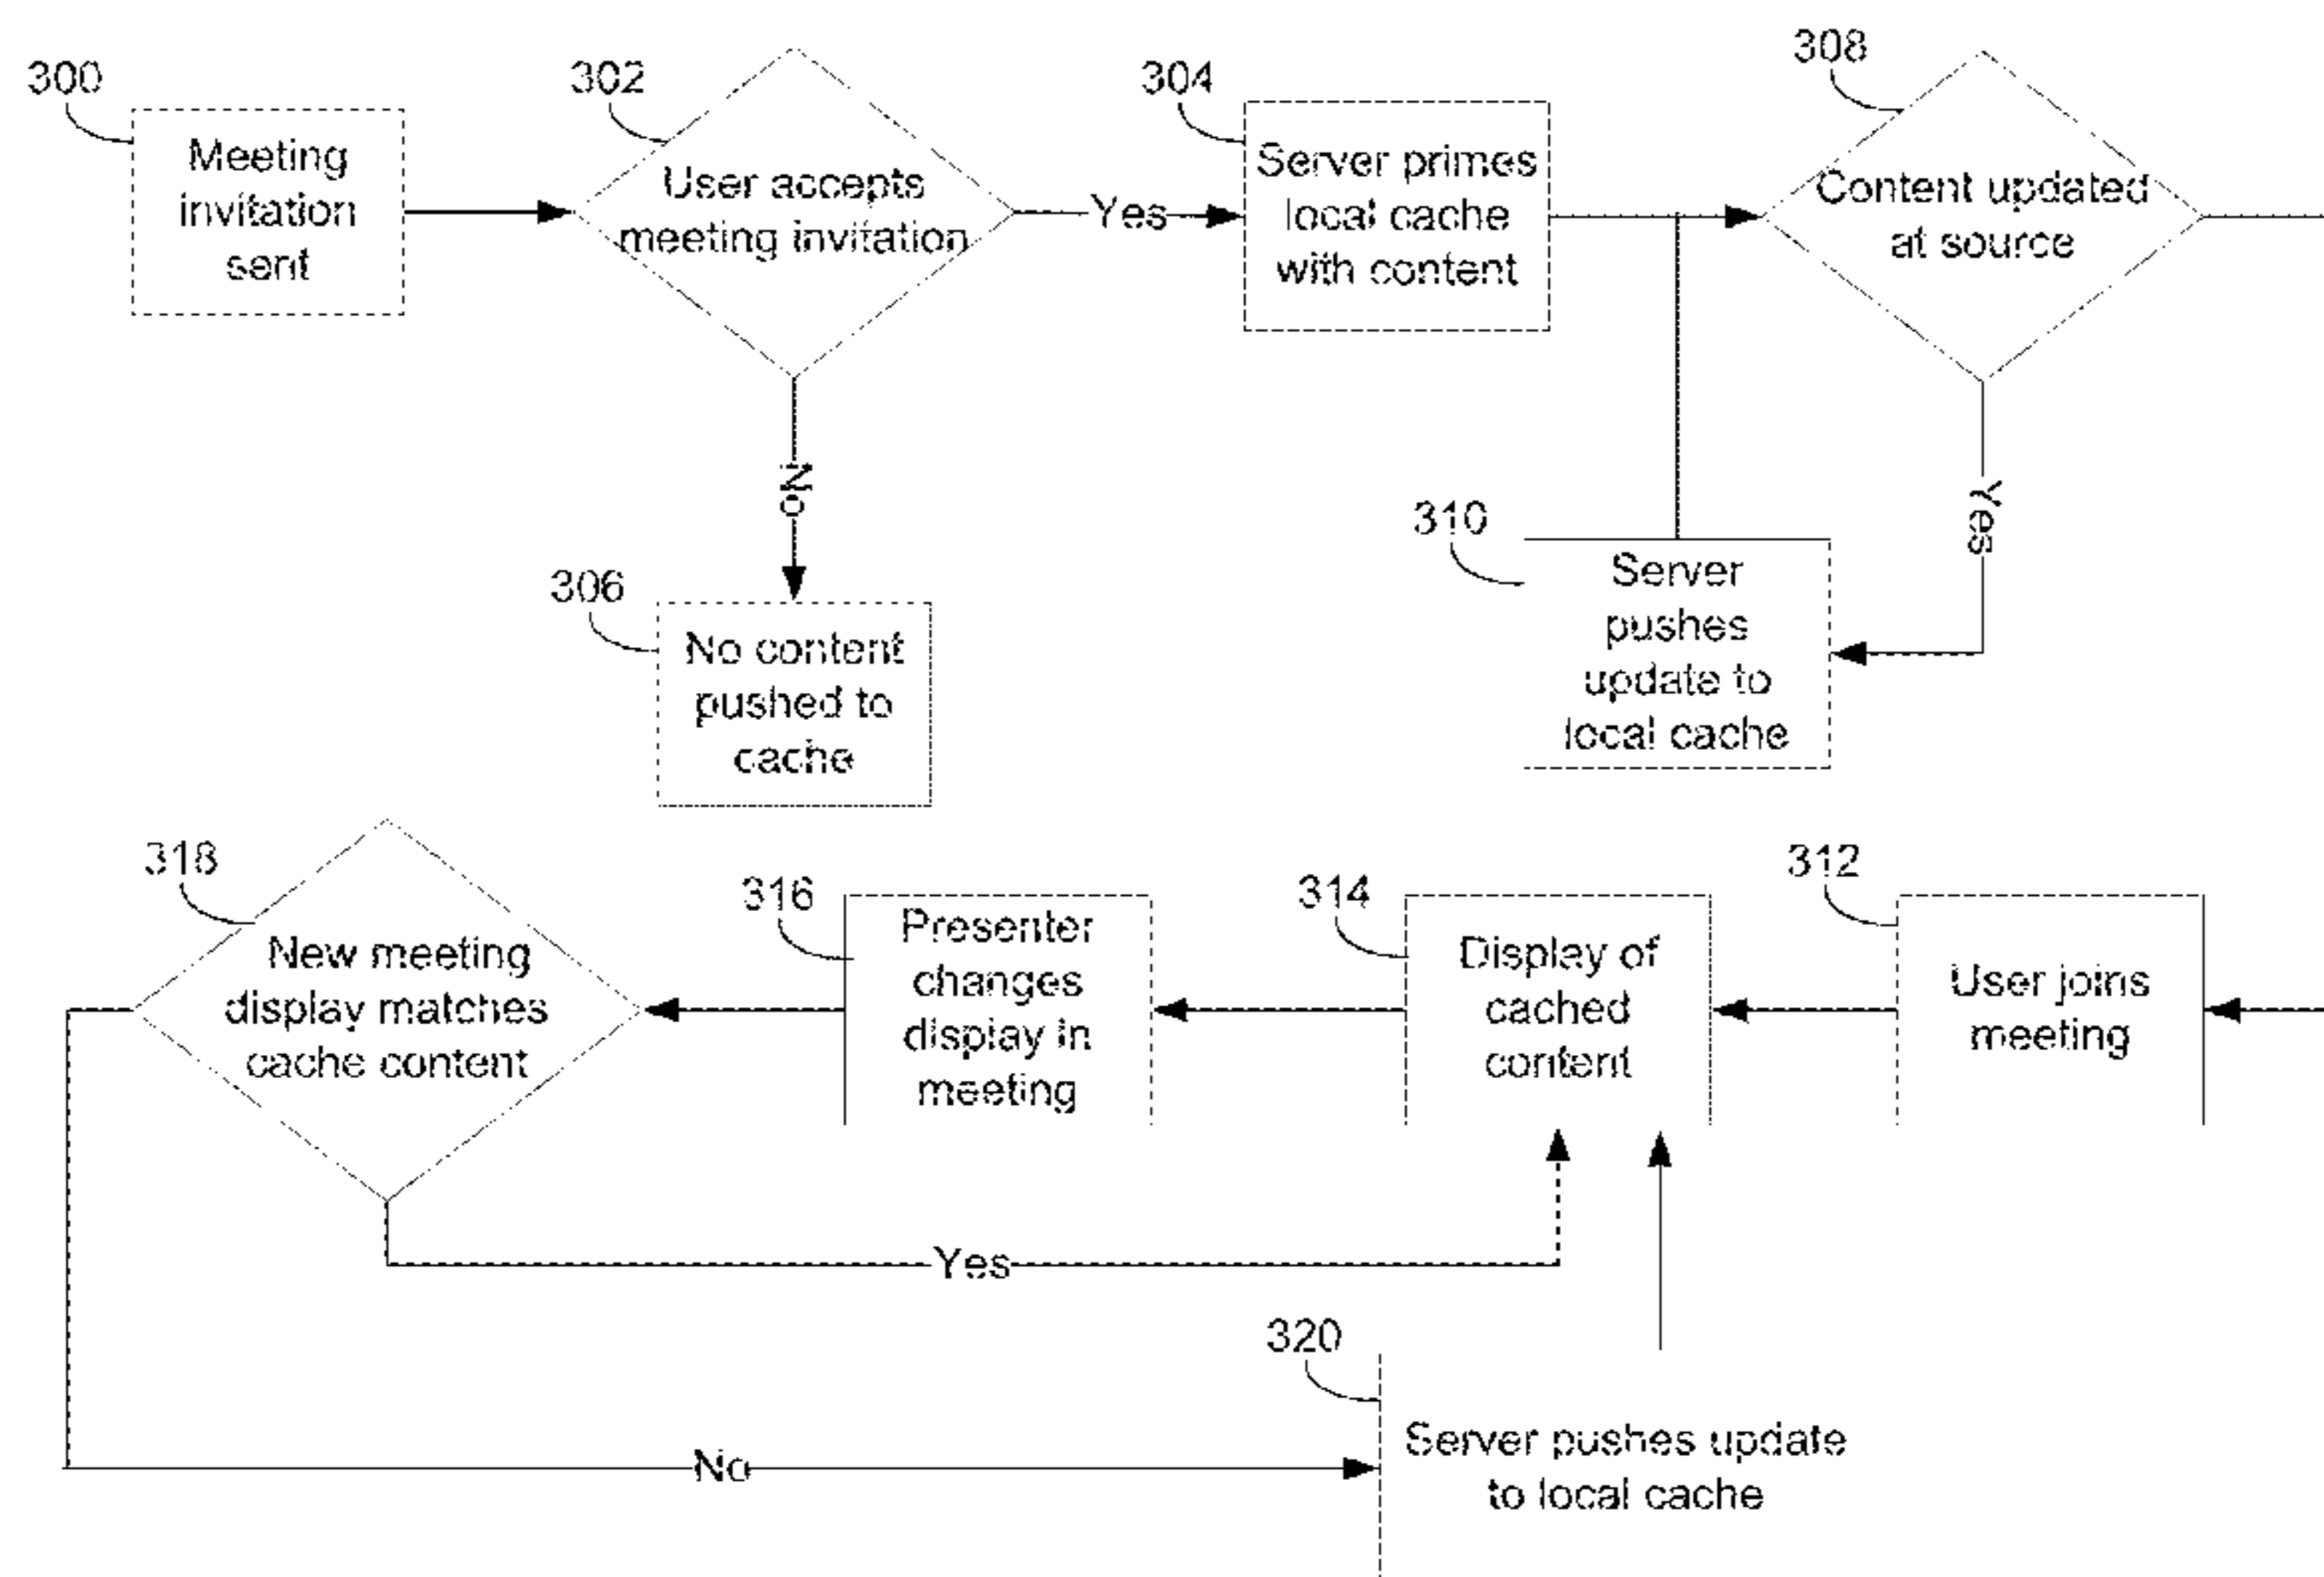 300
Meeting
invitation
sent
302
User accepts
meeting invitation
Yes
304
Server primes
local cache
with content
308
Content updated
at source
No
Yes
306
No content
pushed to
cache
310
Server
pushes
update to
local cache
318
New meeting
display matches
cache content
316
Presenter
changes
display in
meeting
314
Display of
cached
content
312
User joins
meeting
Yes
320
Server pushes update
to local cache
No